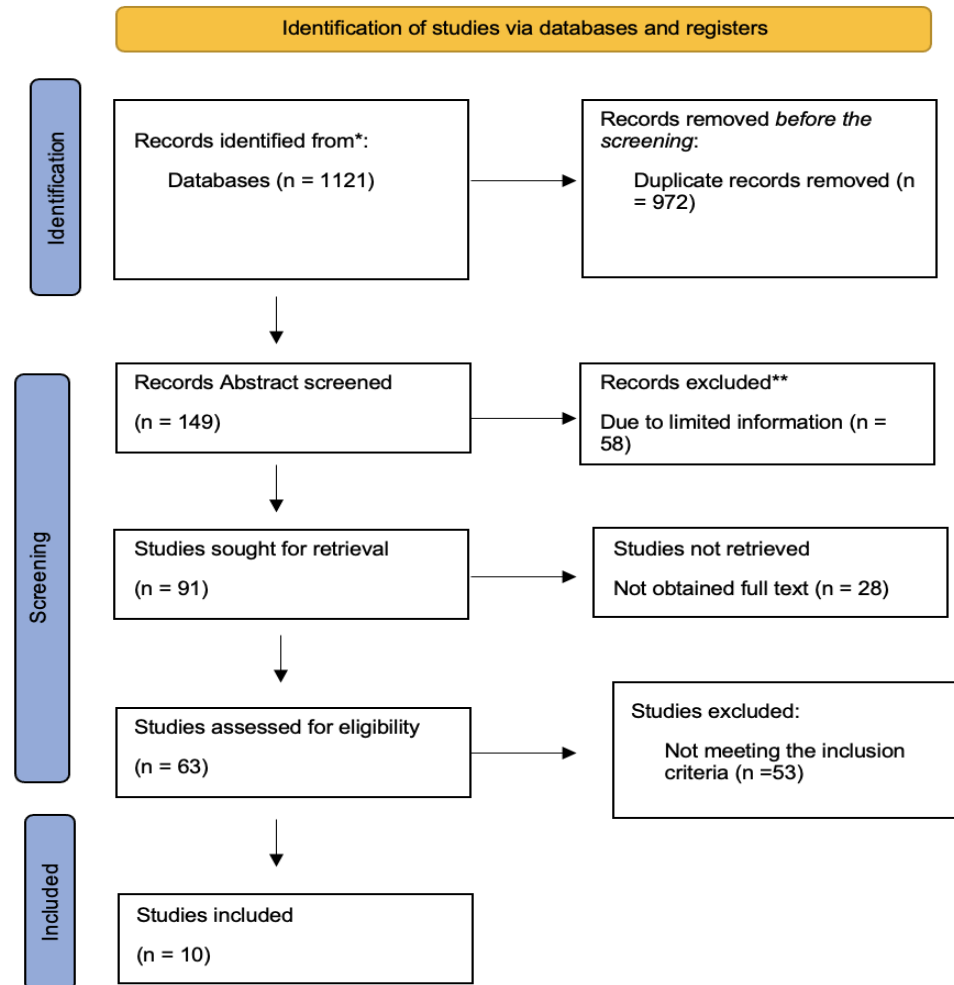 Identification of studies via databases and registers
Identification
Records identified from*:
Databases (n = 1121)
Records removed before the
screening:
Duplicate records removed (n
= 972)
Screening
Records Abstract screened
(n = 149)
Records excluded**
Due to limited information (n =
58)
Studies sought for retrieval
(n = 91)
Studies not retrieved
Not obtained full text (n = 28)
Studies assessed for eligibility
(n = 63)
Studies excluded:
Not meeting the inclusion
criteria (n =53)
Included
Studies included
(n = 10)